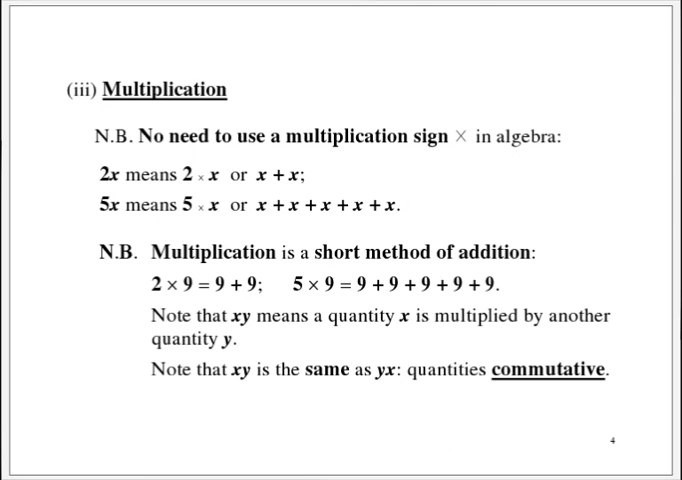 (iii) Multiplication
N.B. No need to use a multiplication sign × in algebra:
2x means 2 × x or x + x;
5x means 5 × x or x + x + x + x + x.
N.B. Multiplication is a short method of addition:
2 × 9 = 9 + 9; 5 × 9 = 9 + 9 + 9 + 9 + 9.
Note that xy means a quantity x is multiplied by another
quantity y.
Note that xy is the same as yx: quantities commutative.
4